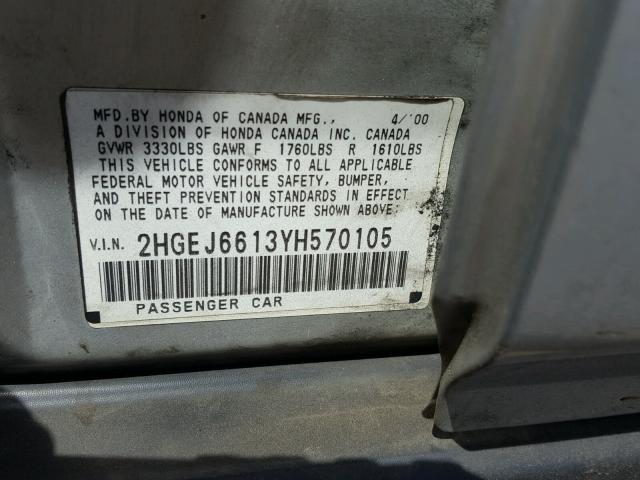 MFD.BY HONDA OF CANADA MFG., 4/'00
A DIVISION OF HONDA CANADA INC. CANADA
GVWR 3330LBS GAWR F 1760LBS R 1610LBS
THIS VEHICLE CONFORMS TO ALL APPLICABLE
FEDERAL MOTOR VEHICLE SAFETY, BUMPER,
AND THEFT PREVENTION STANDARDS IN EFFECT
ON THE DATE OF MANUFACTURE SHOWN ABOVE:
V.I.N. 2HGEJ6613YH570105
PASSENGER CAR